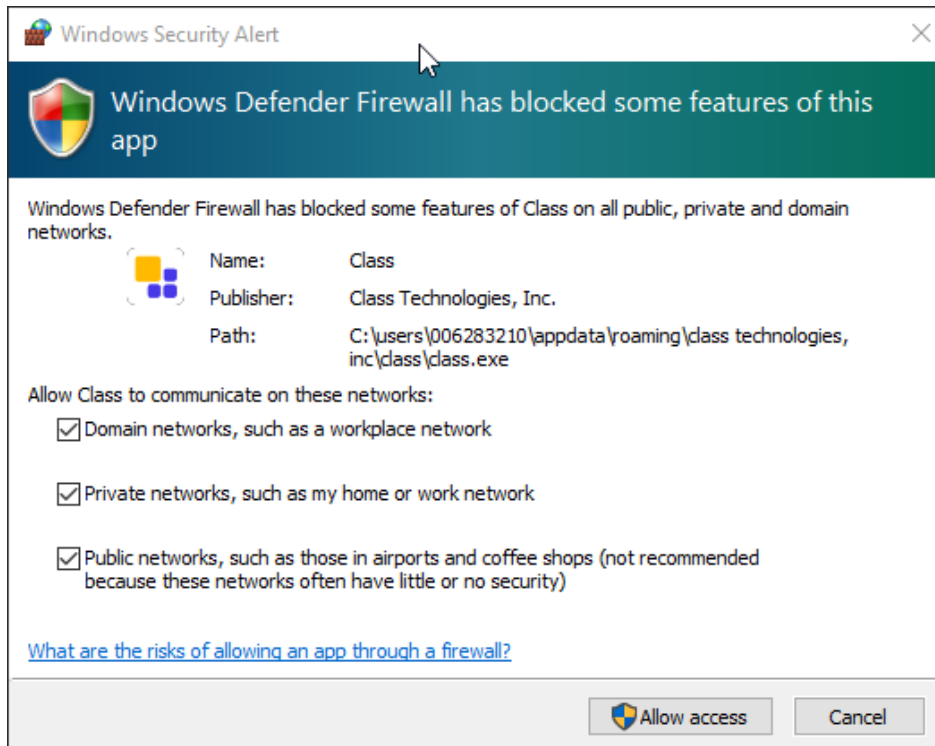 Windows Security Alert
Windows Defender Firewall has blocked some features of this
app
Windows Defender Firewall has blocked some features of Class on all public, private and domain
networks.
Name: Class
Publisher: Class Technologies, Inc.
Path: C:\users\006283210\appdata\roaming\class technologies,
inc\class\class.exe
Allow Class to communicate on these networks:
Domain networks, such as a workplace network
Private networks, such as my home or work network
Public networks, such as those in airports and coffee shops (not recommended
because these networks often have little or no security)
What are the risks of allowing an app through a firewall?
Allow access Cancel